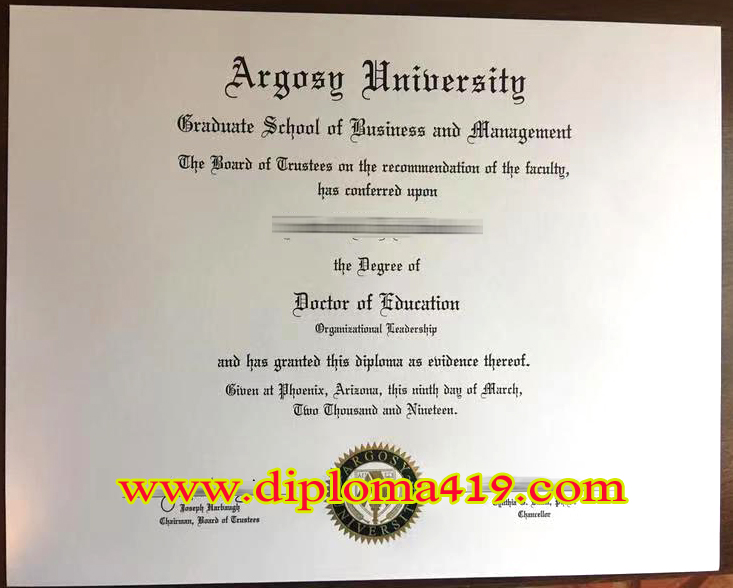 Argosy University
Graduate School of Business and Management
The Board of Trustees on the recommendation of the faculty,
has conferred upon
the Degree of
Doctor of Education
Organizational Leadership
and has granted this diploma as evidence thereof.
Given at Phoenix, Arizona, this ninth day of March,
Two Thousand and Nineteen.
ARGOSY
UNIVERSITY
www.diploma419.com
Joseph Harbaugh
Chairman, Board of Trustees
Chancellor